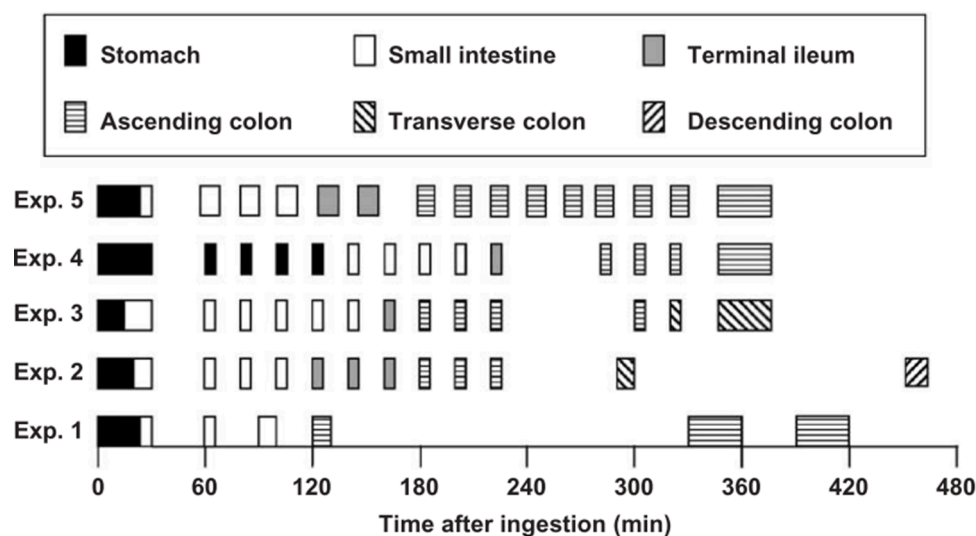 Stomach Small intestine Terminal ileum
Ascending colon Transverse colon Descending colon
Exp. 5
Exp. 4
Exp. 3
Exp. 2
Exp. 1
0 60 120 180 240 300 360 420 480
Time after ingestion (min)